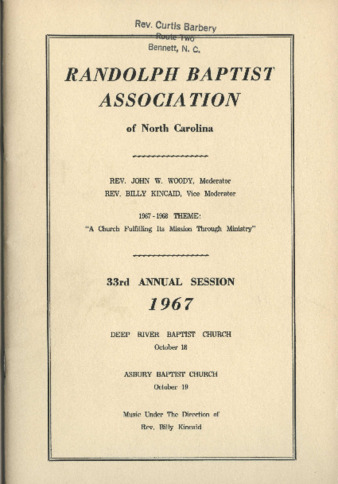 Rev. Curtis Barbery
Route Two
Bennett, N. C.
RANDOLPH BAPTIST
ASSOCIATION
of North Carolina
REV. JOHN W. WOODY, Moderator
REV. BILLY KINCAID, Vice Moderator
1967-1968 THEME:
"A Church Fulfilling Its Mission Through Ministry"
33rd ANNUAL SESSION
1967
DEEP RIVER BAPTIST CHURCH
October 18
ASBURY BAPTIST CHURCH
October 19
Music Under The Direction of
Rev. Billy Kincaid